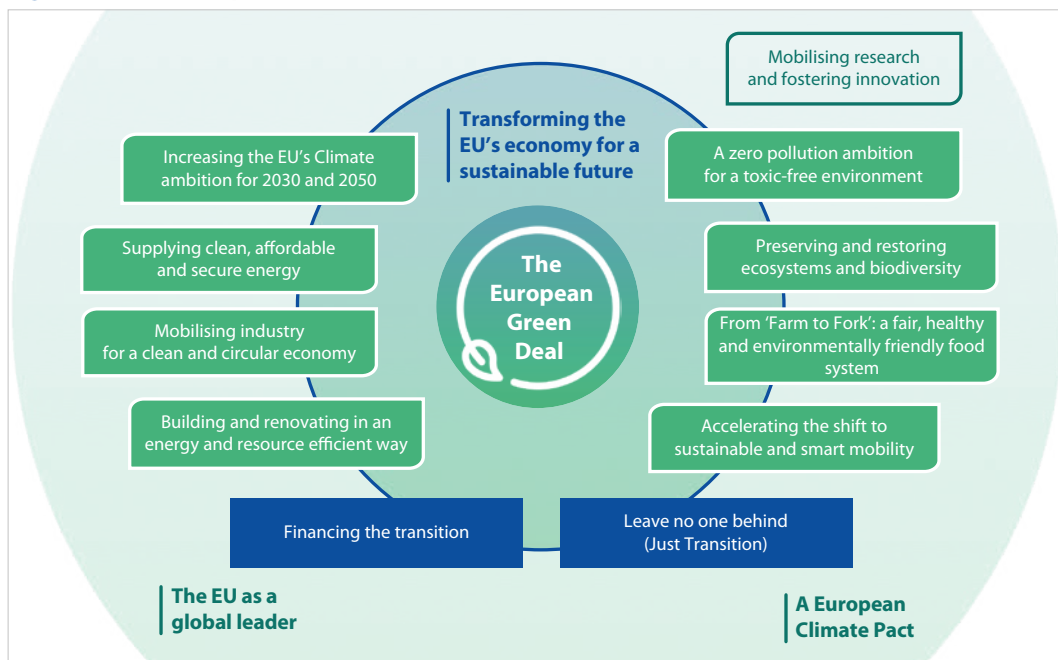 Mobilising research
and fostering innovation
Transforming the
EU’s economy for a
sustainable future
Increasing the EU’s Climate
ambition for 2030 and 2050
A zero pollution ambition
for a toxic-free environment
Supplying clean, affordable
and secure energy
Preserving and restoring
ecosystems and biodiversity
The
European
Green
Deal
Mobilising industry
for a clean and circular economy
From ‘Farm to Fork’: a fair, healthy
and environmentally friendly food
system
Building and renovating in an
energy and resource efficient way
Accelerating the shift to
sustainable and smart mobility
Financing the transition
Leave no one behind
(Just Transition)
The EU as a
global leader
A European
Climate Pact